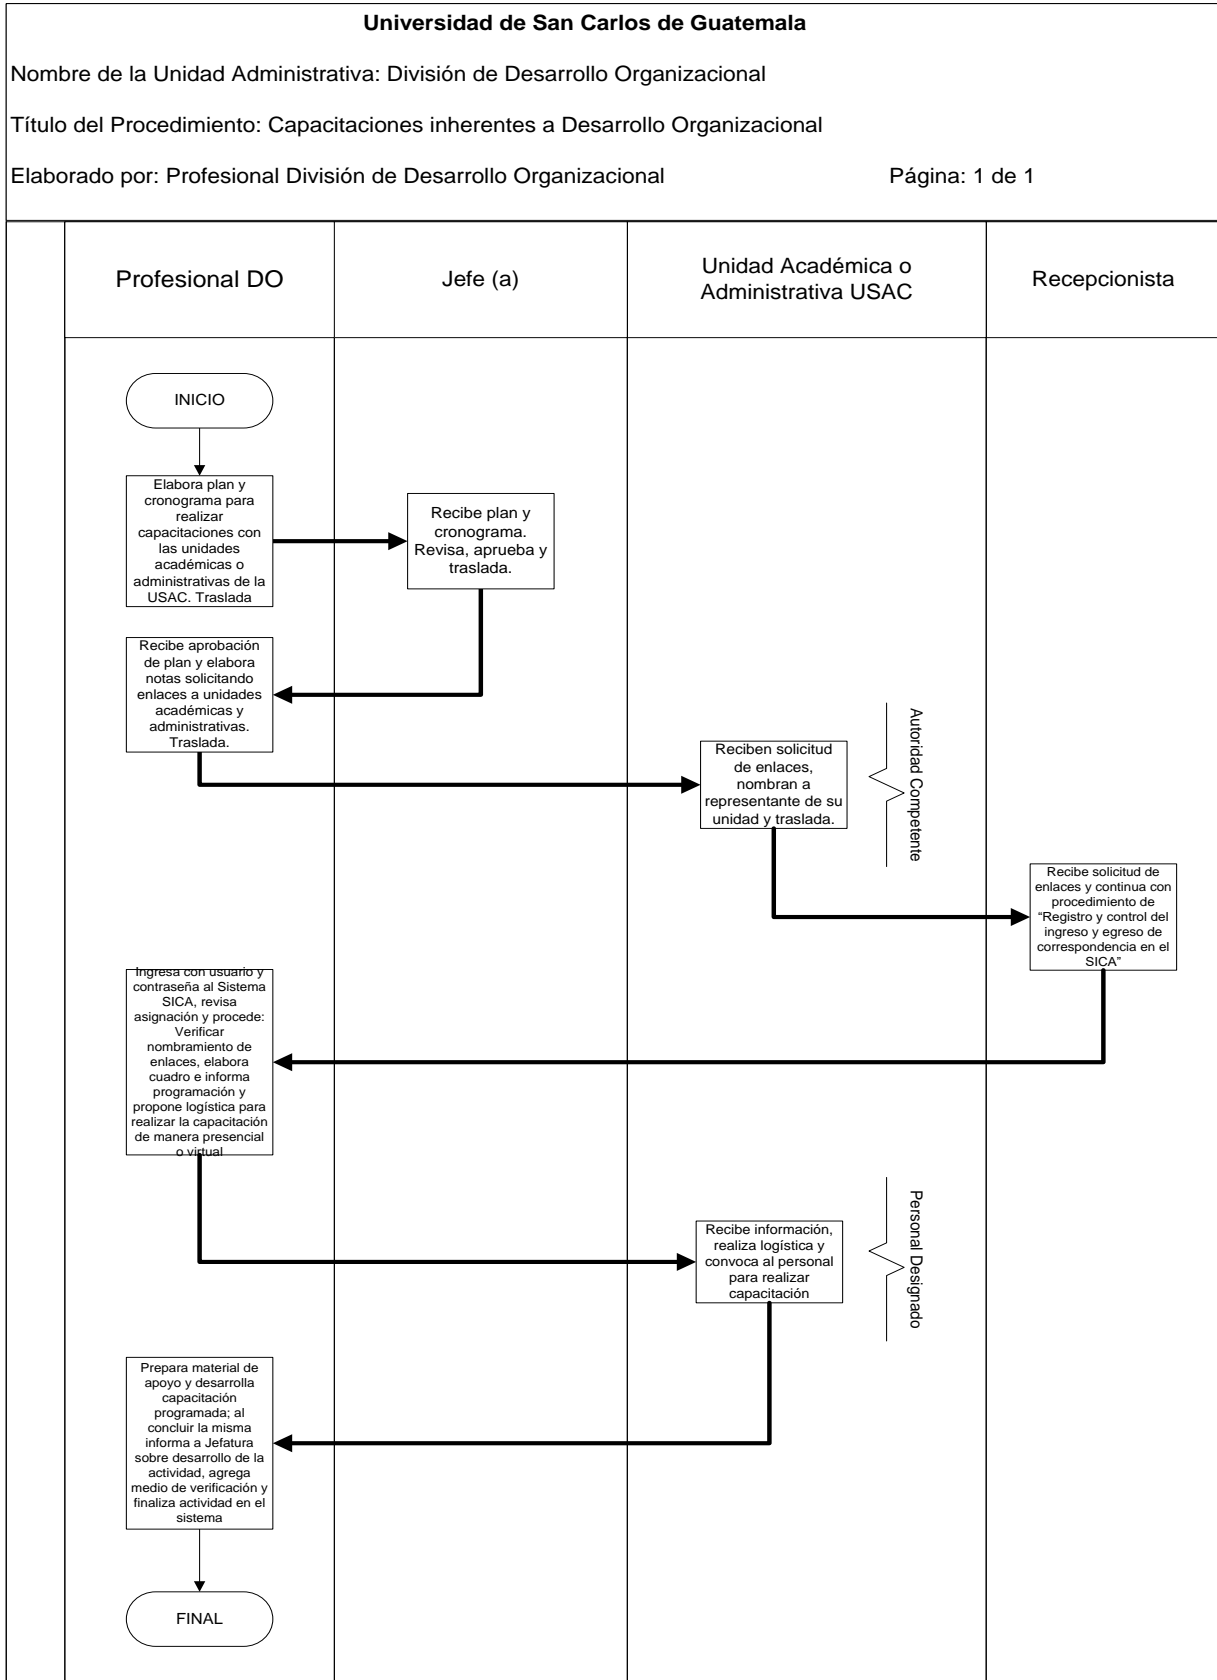 Universidad de San Carlos de Guatemala
Nombre de la Unidad Administrativa: División de Desarrollo Organizacional
Título del Procedimiento: Capacitaciones inherentes a Desarrollo Organizacional
Elaborado por: Profesional División de Desarrollo Organizacional Página: 1 de 1
Profesional DO
Jefe (a)
Unidad Académica o
Administrativa USAC
Recepcionista
INICIO
Elabora plan y
cronograma para
realizar
capacitaciones con
las unidades
académicas o
administrativas de la
USAC. Traslada
Recibe plan y
cronograma.
Revisa, aprueba y
traslada.
Recibe aprobación
de plan y elabora
notas solicitando
enlaces a unidades
académicas y
administrativas.
Traslada.
Reciben solicitud
de enlaces,
nombran a
representante de su
unidad y traslada.
Autoridad Competente
Recibe solicitud de
enlaces y continua con
procedimiento de
“Registro y control del
ingreso y egreso de
correspondencia en el
SICA”
Ingresa con usuario y
contraseña al Sistema
SICA, revisa
asignación y procede:
Verificar
nombramiento de
enlaces, elabora
cuadro e informa
programación y
propone logística para
realizar la capacitación
de manera presencial
o virtual
Recibe información,
realiza logística y
convoca al personal
para realizar
capacitación
Personal Designado
Prepara material de
apoyo y desarrolla
capacitación
programada; al
concluir la misma
informa a Jefatura
sobre desarrollo de la
actividad, agrega
medio de verificación y
finaliza actividad en el
sistema
FINAL